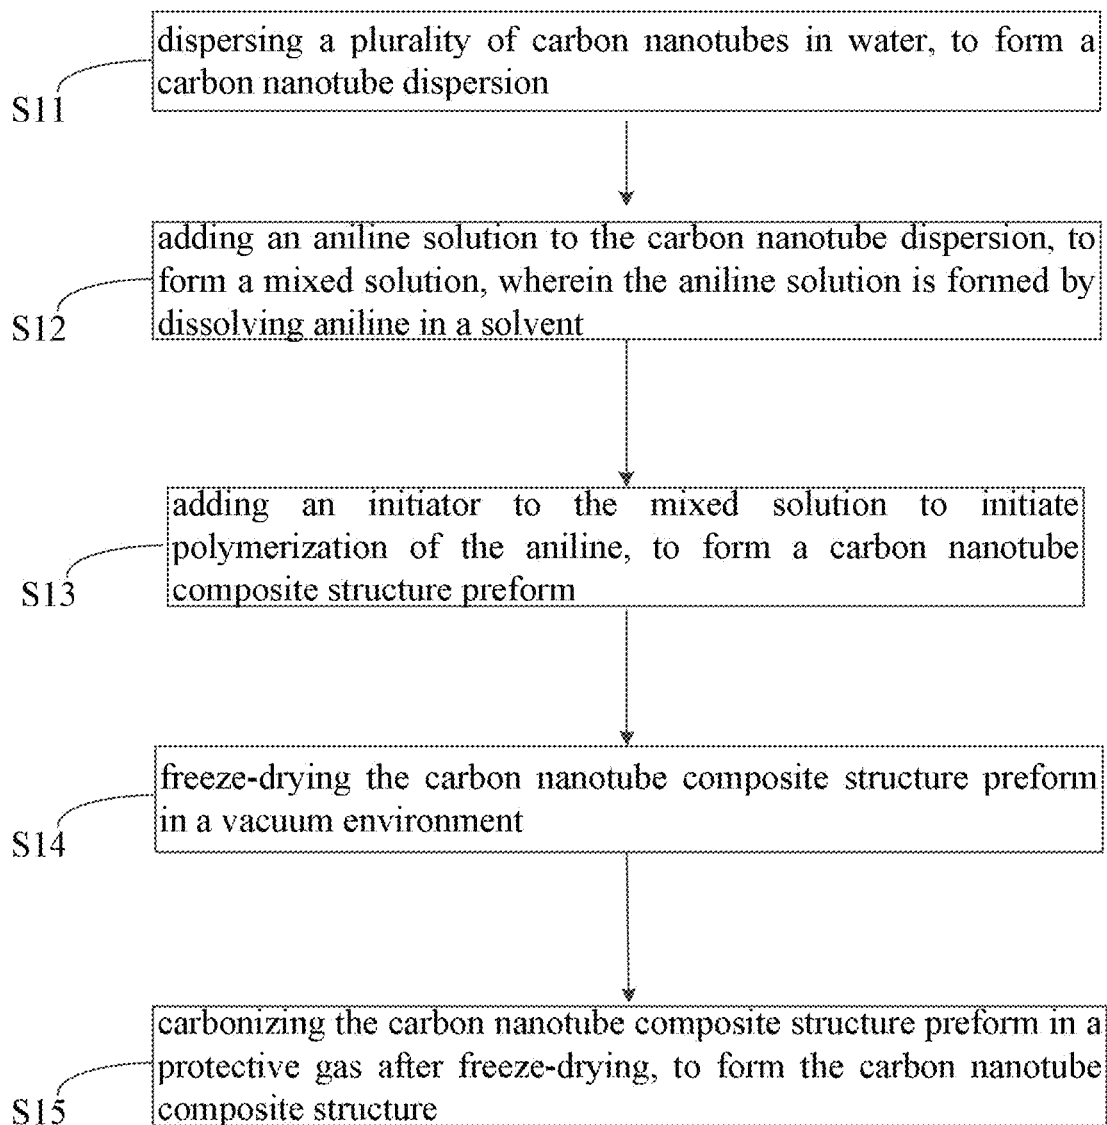 dispersing a plurality of carbon nanotubes in water, to form a
carbon nanotube dispersion
S11
adding an aniline solution to the carbon nanotube dispersion, to
form a mixed solution, wherein the aniline solution is formed by
dissolving aniline in a solvent
S12
adding an initiator to the mixed solution to initiate
polymerization of the aniline, to form a carbon nanotube
composite structure preform
S13
freeze-drying the carbon nanotube composite structure preform
in a vacuum environment
S14
carbonizing the carbon nanotube composite structure preform in a
protective gas after freeze-drying, to form the carbon nanotube
composite structure
S15